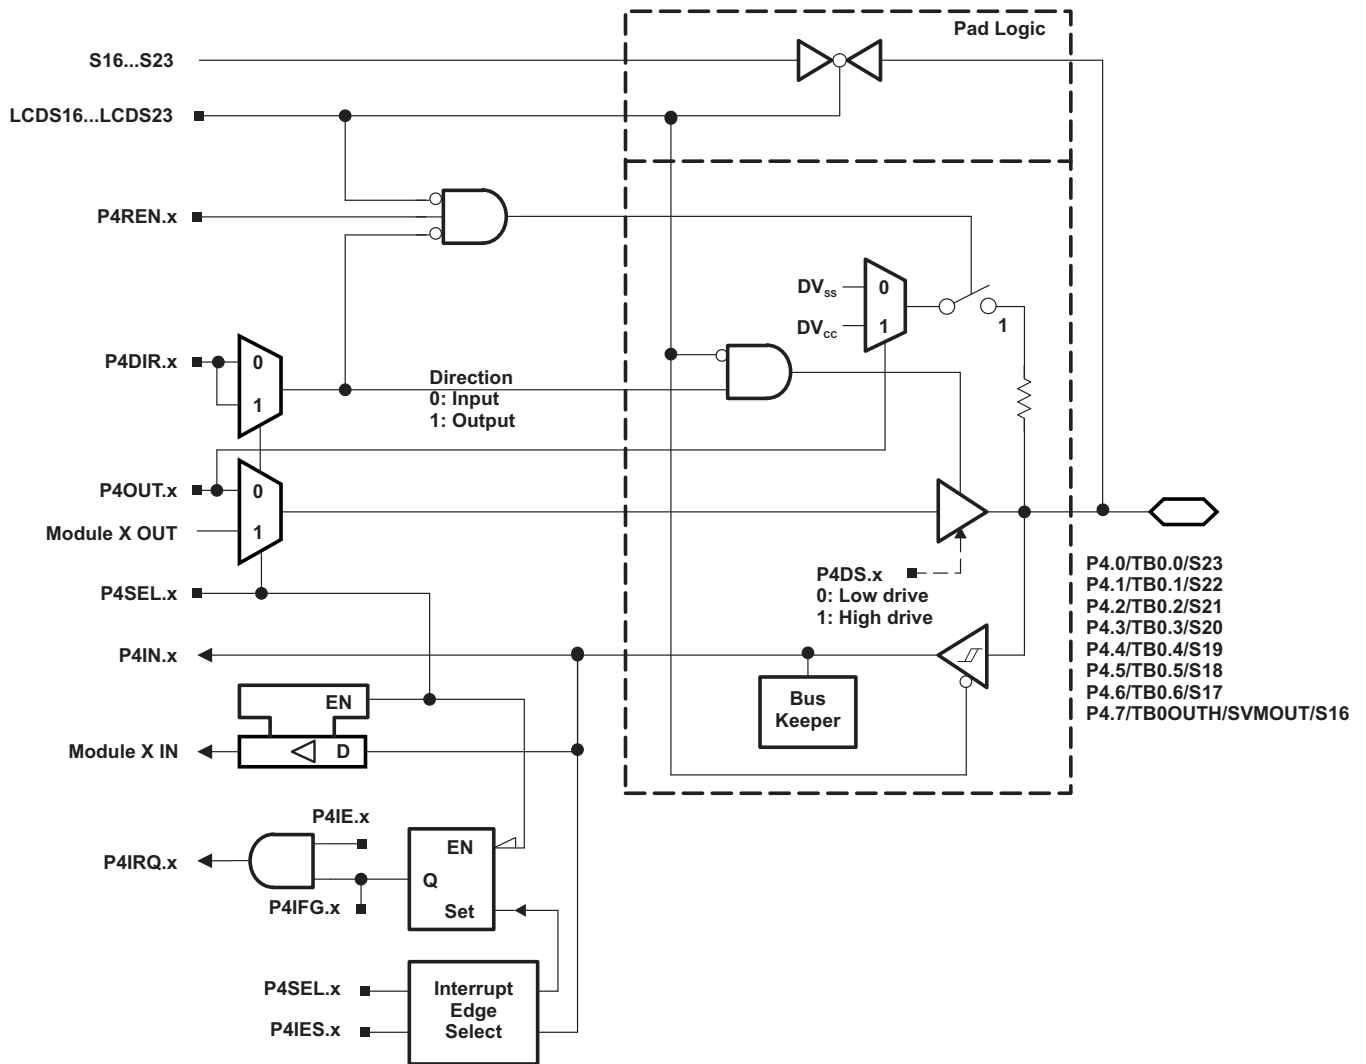 Pad Logic
S16...S23
LCDS16...LCDS23
P4REN.x
DVSS
0
DVCC
1
1
P4DIR.x
0
1
Direction
0: Input
1: Output
P4OUT.x
0
Module X OUT
1
P4DS.x
0: Low drive
1: High drive
P4SEL.x
P4.0/TB0.0/S23
P4.1/TB0.1/S22
P4.2/TB0.2/S21
P4.3/TB0.3/S20
P4.4/TB0.4/S19
P4.5/TB0.5/S18
P4.6/TB0.6/S17
P4.7/TB0OUTH/SVMOUT/S16
P4IN.x
Bus
Keeper
EN
Module X IN
D
P4IE.x
P4IRQ.x
EN
Q
P4IFG.x
Set
P4SEL.x
P4IES.x
Interrupt
Edge
Select